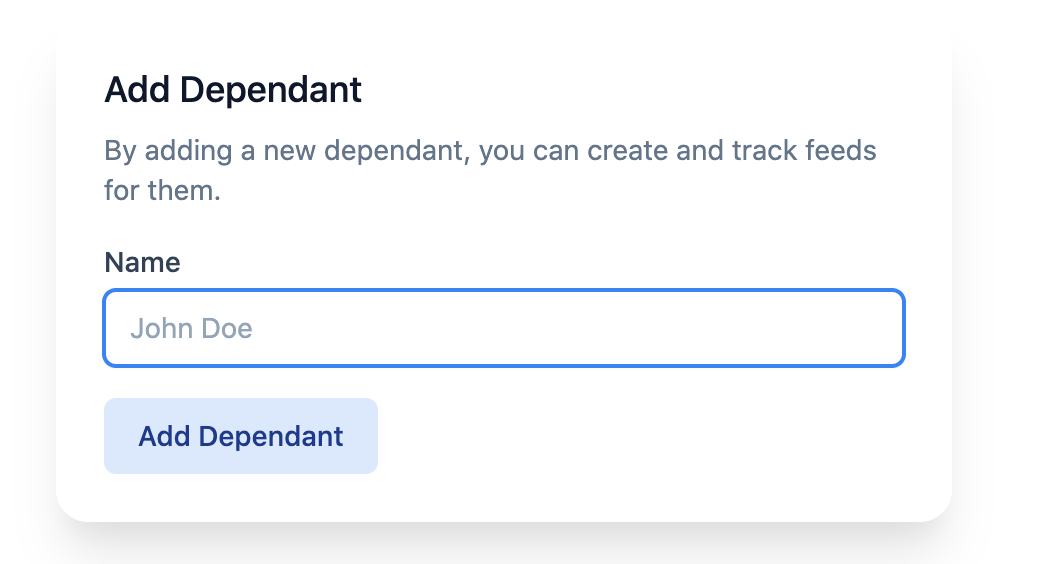 Add Dependant
By adding a new dependant, you can create and track feeds
for them.
Name
John Doe
Add Dependant